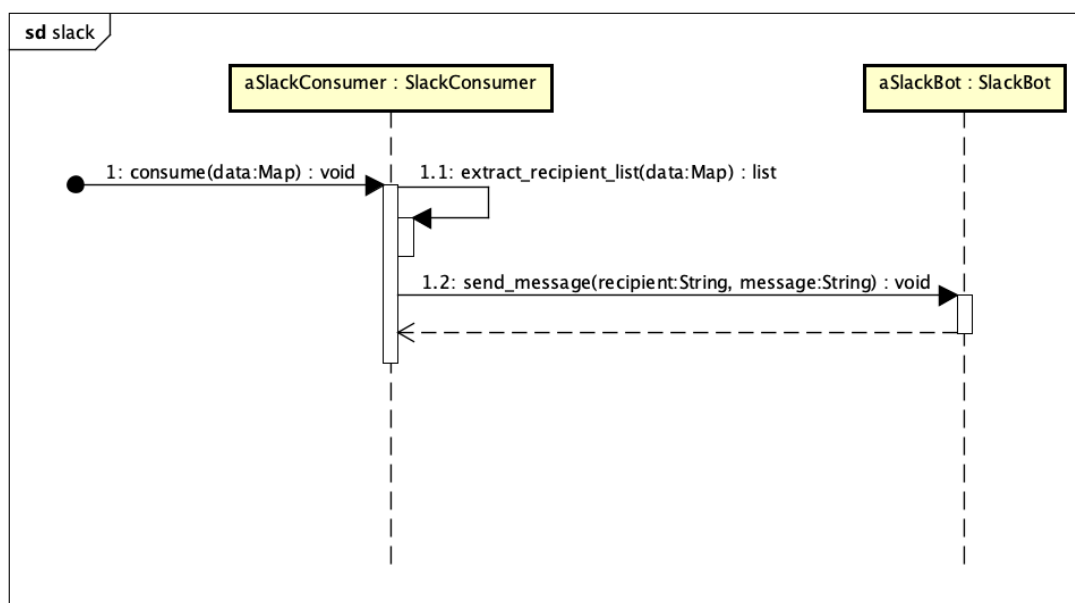 sd slack
aSlackConsumer : SlackConsumer
aSlackBot : SlackBot
1: consume(data:Map) : void
1.1: extract_recipient_list(data:Map) : list
1.2: send_message(recipient:String, message:String) : void